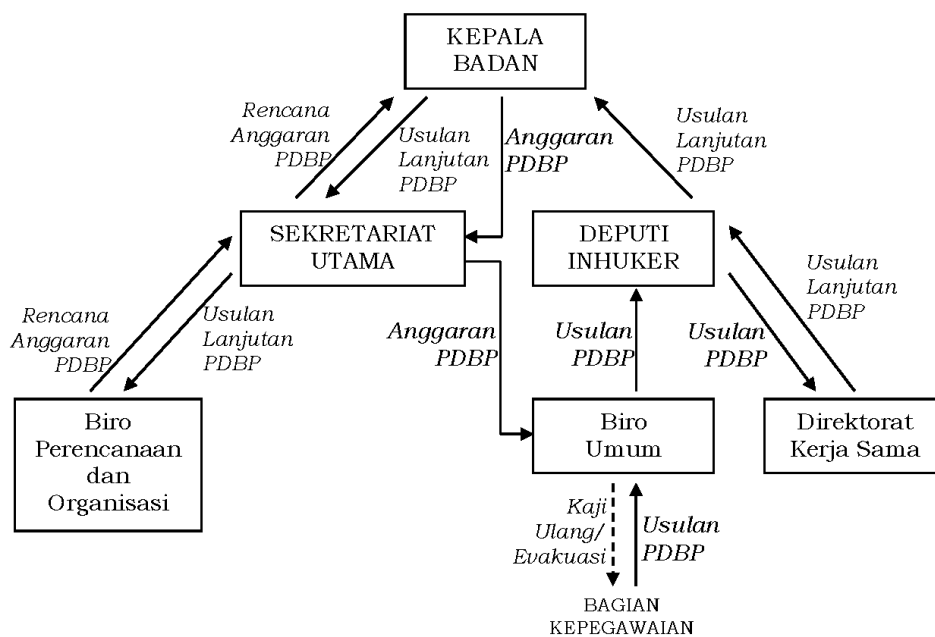 KEPALA
BADAN
Rencana
Anggaran
PDBP
Usulan
Lanjutan
PDBP
Anggaran
PDBP
Usulan
Lanjutan
PDBP
SEKRETARIAT
UTAMA
DEPUTI
INHUKER
Rencana
Anggaran
PDBP
Usulan
Lanjutan
PDBP
Anggaran
PDBP
Usulan
PDBP
Usulan
PDBP
Usulan
Lanjutan
PDBP
Biro
Perencanaan
dan
Organisasi
Biro
Umum
Direktorat
Kerja Sama
Kaji
Ulang/
Evakuasi
Usulan
PDBP
BAGIAN
KEPEGAWAIAN